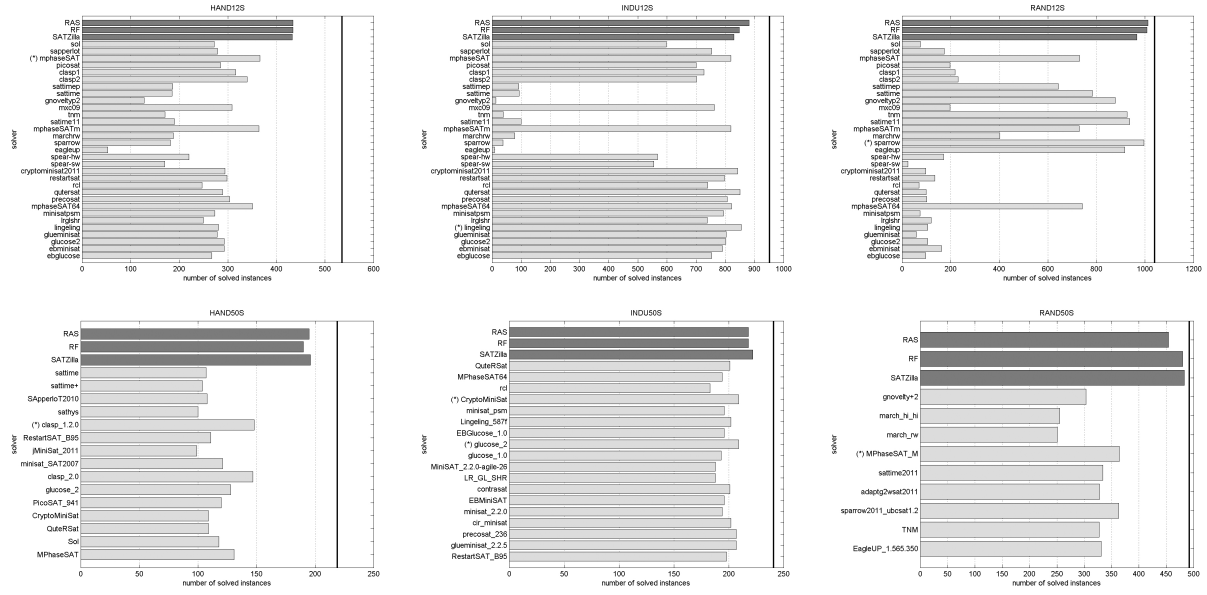 HAND12S
RAS
RF
SATZilla
sol
sapperlot
(*) mphaseSAT
picosat
clasp1
clasp2
sattimep
sattime
gnoveltyp2
mxc09
tnm
satime11
mphaseSATm
marchrw
sparrow
eagleup
spear-hw
spear-sw
cryptominisat2011
restartsat
rcl
qutersat
precosat
mphaseSAT64
minisatpsm
lrglshr
lingeling
glueminisat
glucose2
ebminisat
ebglucose
solver
0 100 200 300 400 500 600
number of solved instances
INDU12S
RAS
RF
SATZilla
sol
sapperlot
mphaseSAT
picosat
clasp1
clasp2
sattimep
sattime
gnoveltyp2
mxc09
tnm
satime11
mphaseSATm
marchrw
sparrow
eagleup
spear-hw
spear-sw
cryptominisat2011
restartsat
rcl
qutersat
precosat
mphaseSAT64
minisatpsm
lrglshr
(*) lingeling
glueminisat
glucose2
ebminisat
ebglucose
solver
0 100 200 300 400 500 600 700 800 900 1000
number of solved instances
RAND12S
RAS
RF
SATZilla
sol
sapperlot
mphaseSAT
picosat
clasp1
clasp2
sattimep
sattime
gnoveltyp2
mxc09
tnm
satime11
mphaseSATm
marchrw
(*) sparrow
eagleup
spear-hw
spear-sw
cryptominisat2011
restartsat
rcl
qutersat
precosat
mphaseSAT64
minisatpsm
lrglshr
lingeling
glueminisat
glucose2
ebminisat
ebglucose
solver
0 200 400 600 800 1000 1200
number of solved instances
HAND50S
RAS
RF
SATZilla
sattime
sattime+
SApperloT2010
sathys
(*) clasp_1.2.0
RestartSAT_B95
jMiniSat_2011
minisat_SAT2007
clasp_2.0
glucose_2
PicoSAT_941
CryptoMiniSat
QuteRSat
Sol
MPhaseSAT
solver
0 50 100 150 200 250
number of solved instances
INDU50S
RAS
RF
SATZilla
QuteRSat
MPhaseSAT64
rcl
(*) CryptoMiniSat
minisat_psm
Lingeling_587f
EBGlucose_1.0
(*) glucose_2
glucose_1.0
MiniSAT_2.2.0-agile-26
LR_GL_SHR
contrasat
EBMiniSAT
minisat_2.2.0
cir_minisat
precosat_236
glueminisat_2.2.5
RestartSAT_B95
solver
0 50 100 150 200 250
number of solved instances
RAND50S
RAS
RF
SATZilla
gnovelty+2
march_hi_hi
march_rw
(*) MPhaseSAT_M
sattime2011
adaptg2wsat2011
sparrow2011_ubcsat1.2
TNM
EagleUP_1.565.350
solver
0 50 100 150 200 250 300 350 400 450 500
number of solved instances